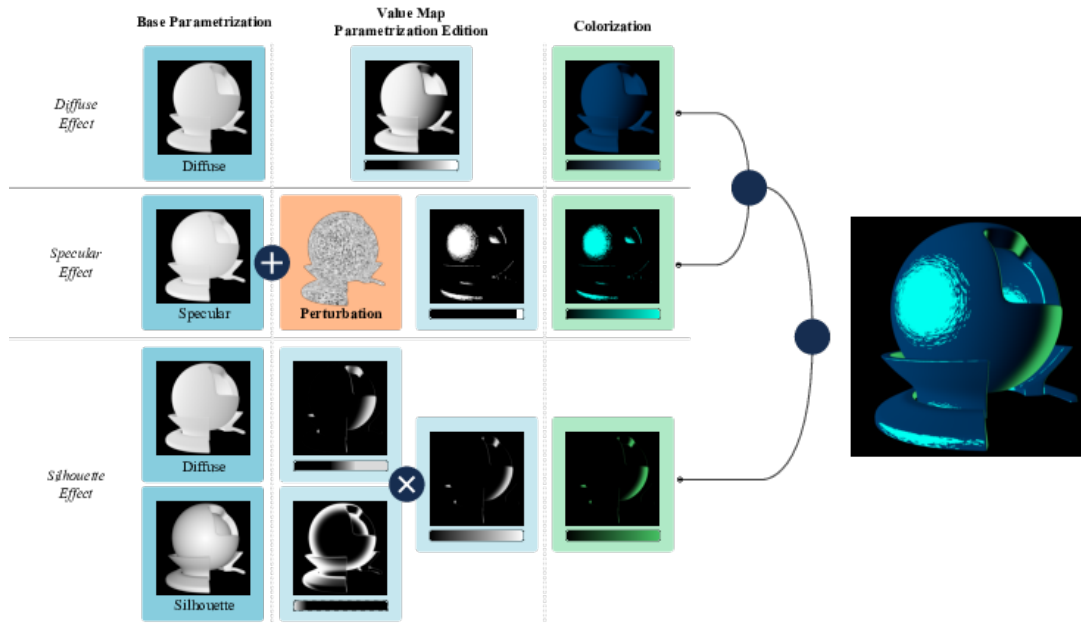 Base Parametrization
Value Map
Parametrization Edition
Colorization
Diffuse
Effect
Diffuse
Specular
Effect
Specular
+
Perturbation
Silhouette
Effect
Diffuse
×
Silhouette